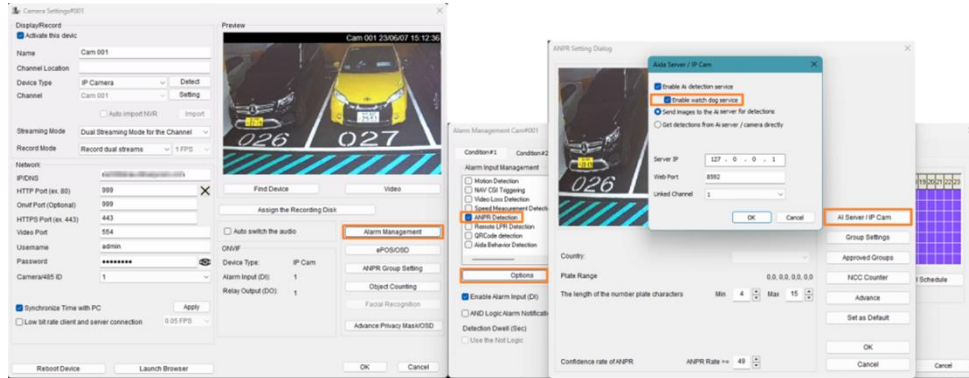 Camera Settings#001
Display/Record
Activate this devic
Name Cam 001
Channel Location
Device Type IP Camera Detect
Channel Cam 001 Setting
Auto import NVR Import
Streaming Mode Dual Streaming Mode for the Channel
Record Mode Record dual streams 1 FPS
Network
IP/DNS
HTTP Port (ex. 80) 999
Onvif Port (Optional) 999
HTTPS Port (ex. 443) 443
Video Port 554
Username admin
Password
Camera/485 ID 1
Synchronize Time with PC Apply
Low bit rate client and server connection 0.05 FPS
Reboot Device Launch Browser
Preview
Cam 001 23/06/07 15:12:36
026 027
Find Device Video
Assign the Recording Disk
Auto switch the audio Alarm Management
ePOS/OSD
ONVIF
Device Type: IP Cam
ANPR Group Setting
Alarm Input (DI): 1
Object Counting
Relay Output (DO): 1
Facial Recognition
Advance Privacy Mask/OSD
OK Cancel
Alarm Management Cam#001
Condition#1 Condition#2
Alarm Input Management
Motion Detection
NAV CGI Triggering
Video Loss Detection
Speed Measurement Detecti
ANPR Detection
Remote LPR Detection
QRCode detection
Aida Behavior Detection
Options
Enable Alarm Input (DI)
AND Logic Alarm Notificati
Detection Dwell (Sec)
Use the Not Logic
ANPR Setting Dialog
026
Aida Server / IP Cam
Enable Ai detection service
Enable watch dog service
Send images to the Ai server for detections
Get detections from Ai server / camera directly
Server IP 127 . 0 . 0 . 1
Web Port 8592
Linked Channel 1
OK Cancel
Country:
Plate Range 0,0, 0,0, 0,0, 0,0
The length of the number plate characters Min 4 Max 15
Confidence rate of ANPR ANPR Rate >= 49
AI Server / IP Cam
Group Settings
Approved Groups
NCC Counter
Advance
Set as Default
OK
Cancel
19 20 21 22 23
Schedule
Cancel